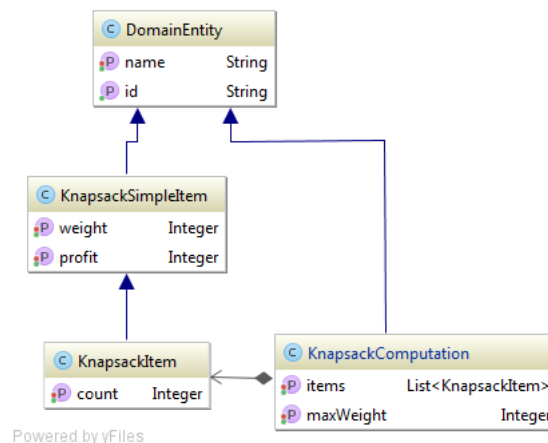 C DomainEntity
P name String
P id String
C KnapsackSimpleItem
P weight Integer
P profit Integer
C KnapsackItem
P count Integer
C KnapsackComputation
P items List<KnapsackItem>
P maxWeight Integer
Powered by yFiles